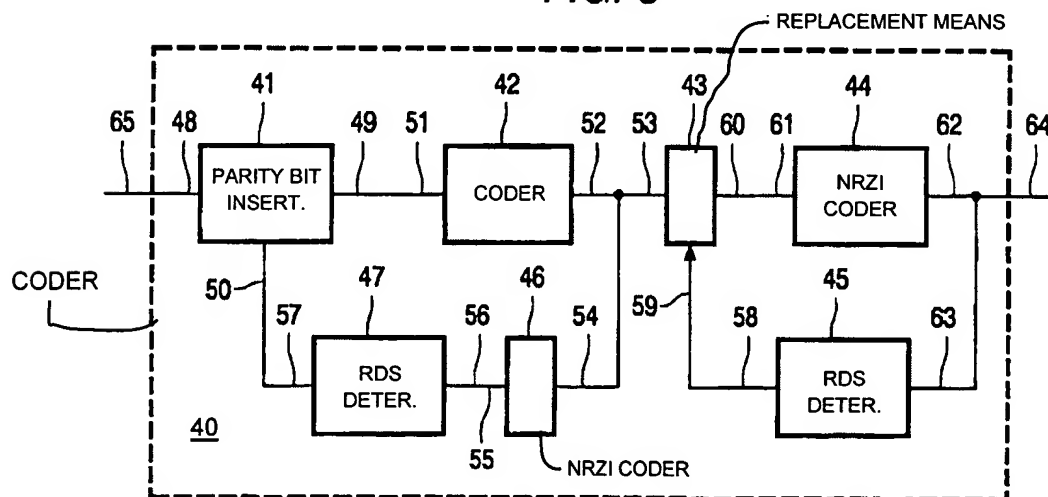 REPLACEMENT MEANS
41 42 43 44
65 48 49 51 52 53 60 61 62 64
PARITY BIT
INSERT.
CODER
NRZI
CODER
CODER
50 47 46 59 45
57 56 54 58 63
RDS
DETER.
RDS
DETER.
40
55
NRZI CODER